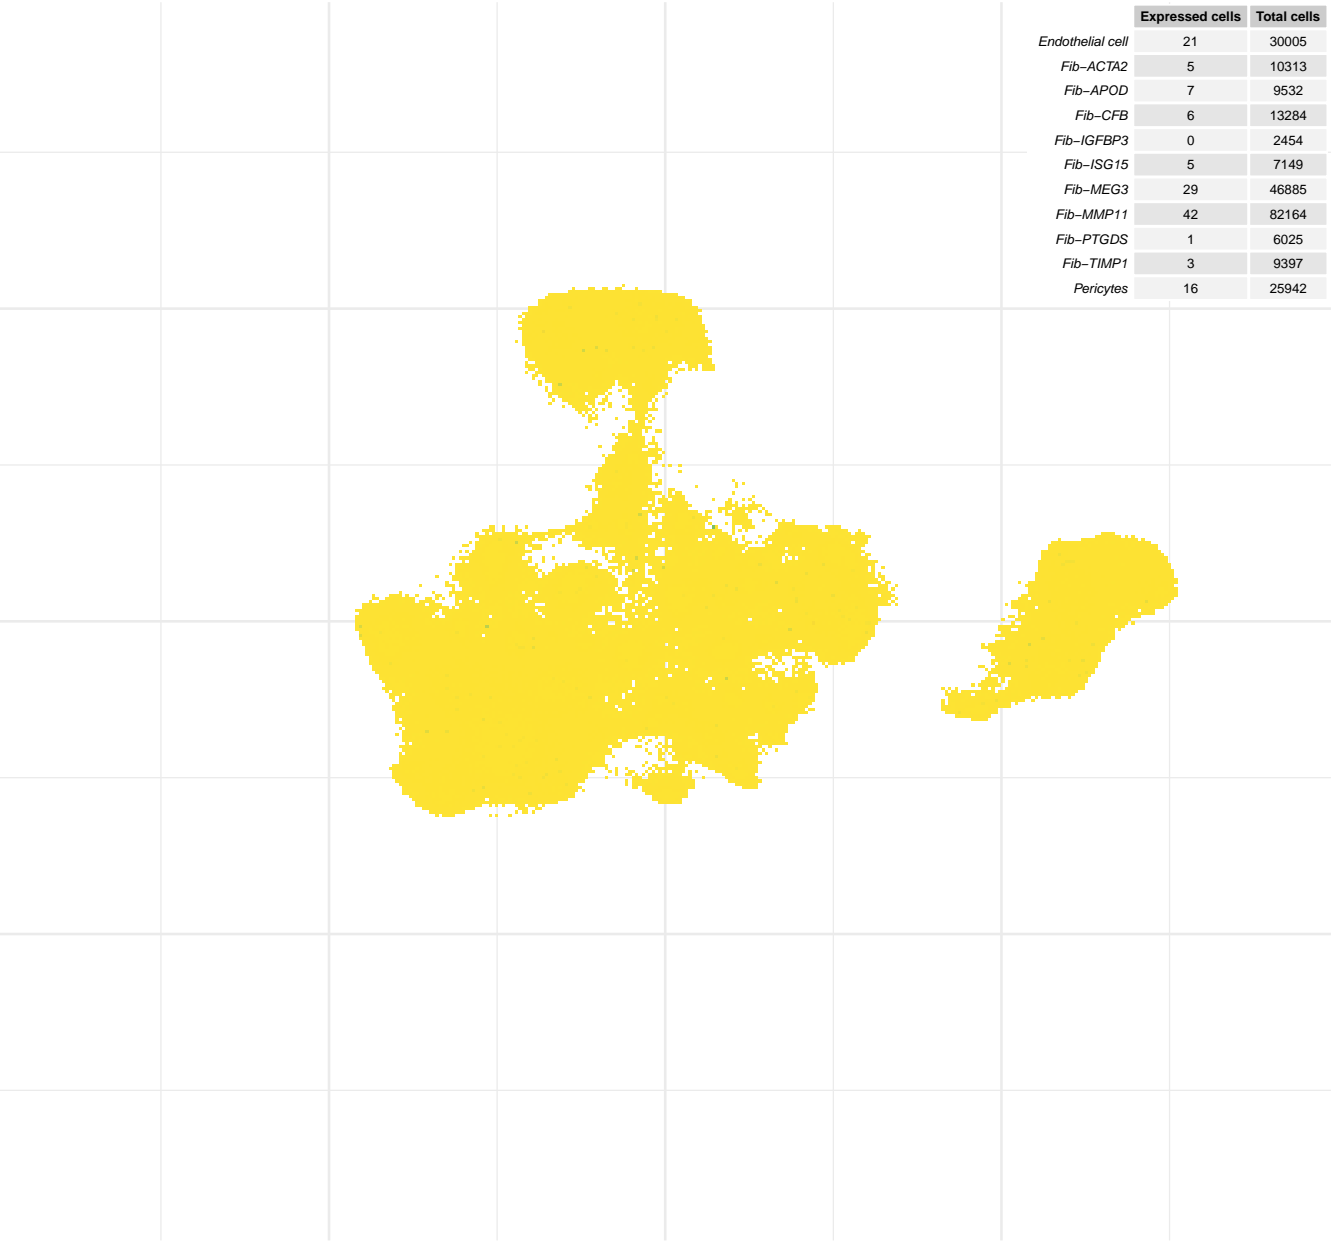 Expressed cells Total cells
Endothelial cell 21 30005
Fib−ACTA2 5 10313
Fib−APOD 7 9532
Fib−CFB 6 13284
Fib−IGFBP3 0 2454
Fib−ISG15 5 7149
Fib−MEG3 29 46885
Fib−MMP11 42 82164
Fib−PTGDS 1 6025
Fib−TIMP1 3 9397
Pericytes 16 25942